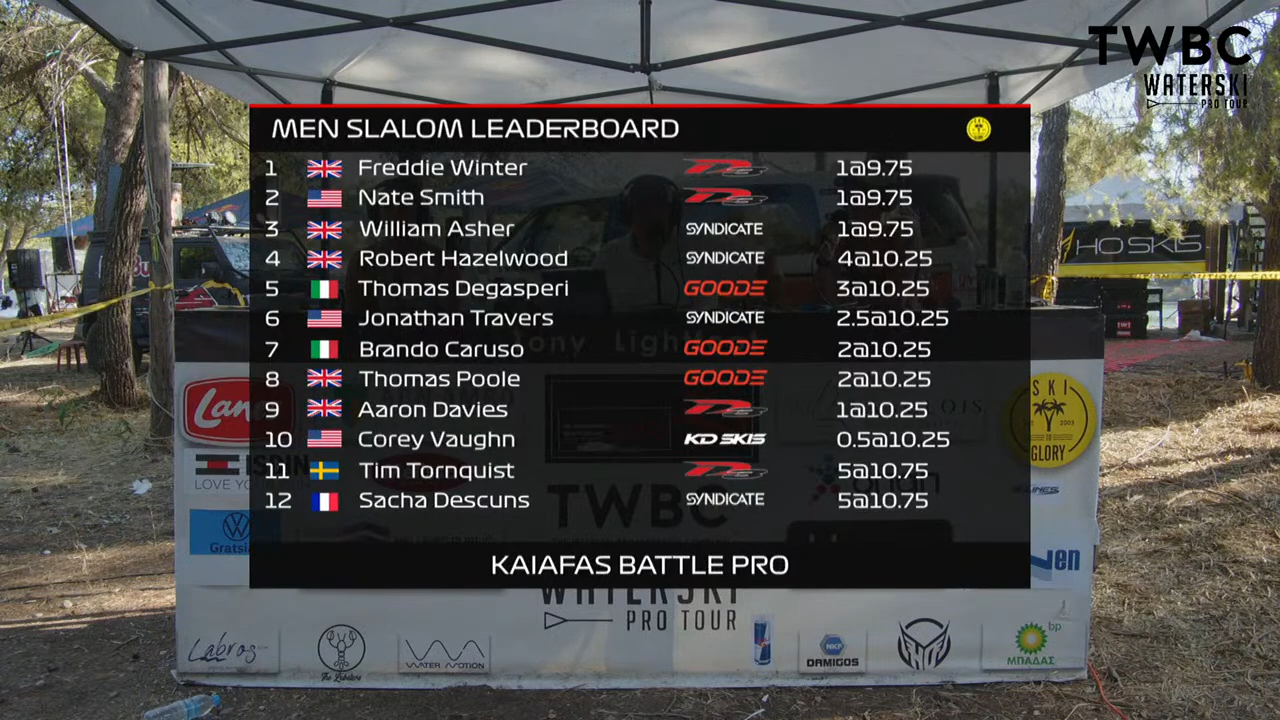 TWBC
WATERSKI
PRO TOUR
MEN SLALOM LEADERBOARD
1 Freddie Winter 1@9.75
2 Nate Smith 1@9.75
3 William Asher SYNDICATE 1@9.75
4 Robert Hazelwood SYNDICATE 4@10.25
5 Thomas Degasperi GOODE 3@10.25
6 Jonathan Travers SYNDICATE 2.5@10.25
7 Brando Caruso GOODE 2@10.25
8 Thomas Poole GOODE 2@10.25
9 Aaron Davies 1@10.25
10 Corey Vaughn KD SKIS 0.5@10.25
11 Tim Tornquist 5@10.75
12 Sacha Descuns SYNDICATE 5@10.75
KAIAFAS BATTLE PRO
HO SKIS
SKI
TO
GLORY
TWBC
WATERSKI
PRO TOUR
Labros
The Lobsters
WATER MOTION
NKP
DAMIGOS
bp
ΜΠΑΔΑΣ